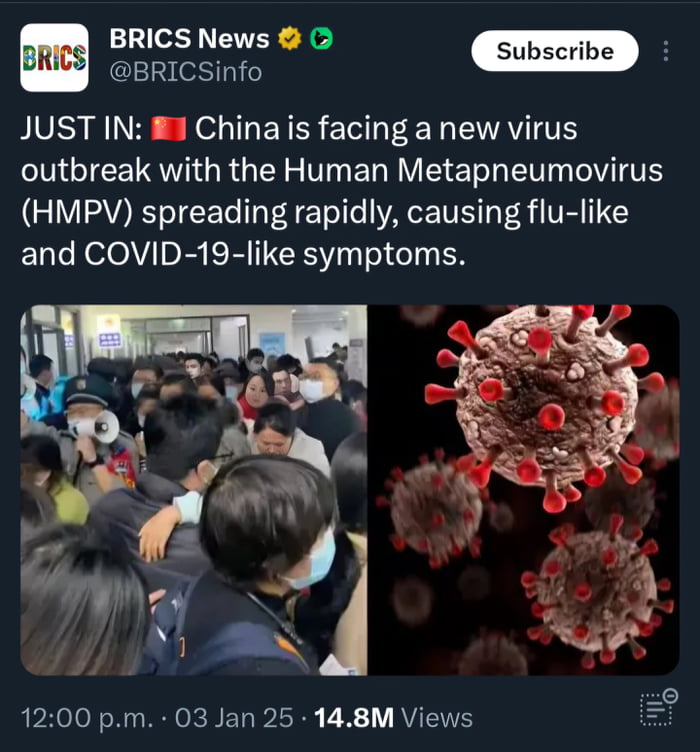 BRICS
BRICS News
@BRICSinfo
Subscribe
JUST IN: 🇨🇳 China is facing a new virus
outbreak with the Human Metapneumovirus
(HMPV) spreading rapidly, causing flu-like
and COVID-19-like symptoms.
12:00 p.m. · 03 Jan 25 · 14.8M Views